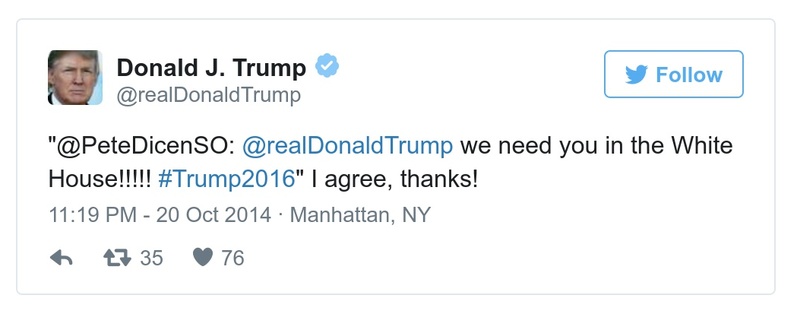 Donald J. Trump
@realDonaldTrump
Follow
"@PeteDicenSO: @realDonaldTrump we need you in the White
House!!!!! #Trump2016" I agree, thanks!
11:19 PM - 20 Oct 2014 · Manhattan, NY
35 76